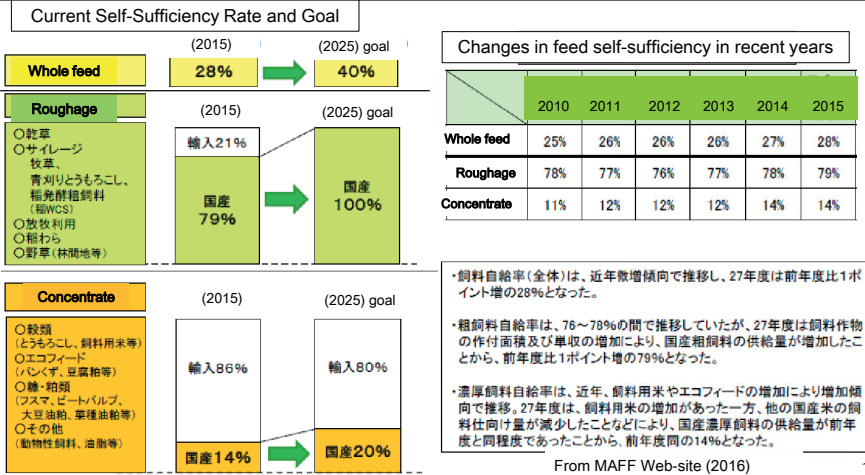 Current Self-Sufficiency Rate and Goal
(2015)
(2025) goal
Whole feed
28%
40%
Roughage
(2015)
(2025) goal
○乾草
○サイレージ
牧草、
青刈りとうもろこし、
稲発酵粗飼料
(稲WCS)
○放牧利用
○稲わら
○野草(林間地等)
輸入21%
国産
79%
国産
100%
Concentrate
(2015)
(2025) goal
○穀類
(とうもろこし、飼料用米等)
○エコフィード
(パンくず、豆腐粕等)
○糠・粕類
(フスマ、ビートパルプ、
大豆油粕、菜種油粕等)
○その他
(動物性飼料、油脂等)
輸入86%
国産14%
輸入80%
国産20%
Changes in feed self-sufficiency in recent years
2010 2011 2012 2013 2014 2015
Whole feed 25% 26% 26% 26% 27% 28%
Roughage 78% 77% 76% 77% 78% 79%
Concentrate 11% 12% 12% 12% 14% 14%
・飼料自給率(全体)は、近年微増傾向で推移し、27年度は前年度比1ポ
イント増の28%となった。
・粗飼料自給率は、76~78%の間で推移していたが、27年度は飼料作物
の作付面積及び単収の増加により、国産粗飼料の供給量が増加したこ
とから、前年度比1ポイント増の79%となった。
・濃厚飼料自給率は、近年、飼料用米やエコフィードの増加により増加傾
向で推移。27年度は、飼料用米の増加があった一方、他の国産米の飼
料仕向け量が減少したことなどにより、国産濃厚飼料の供給量が前年
度と同程度であったことから、前年度同の14%となった。
From MAFF Web-site (2016)